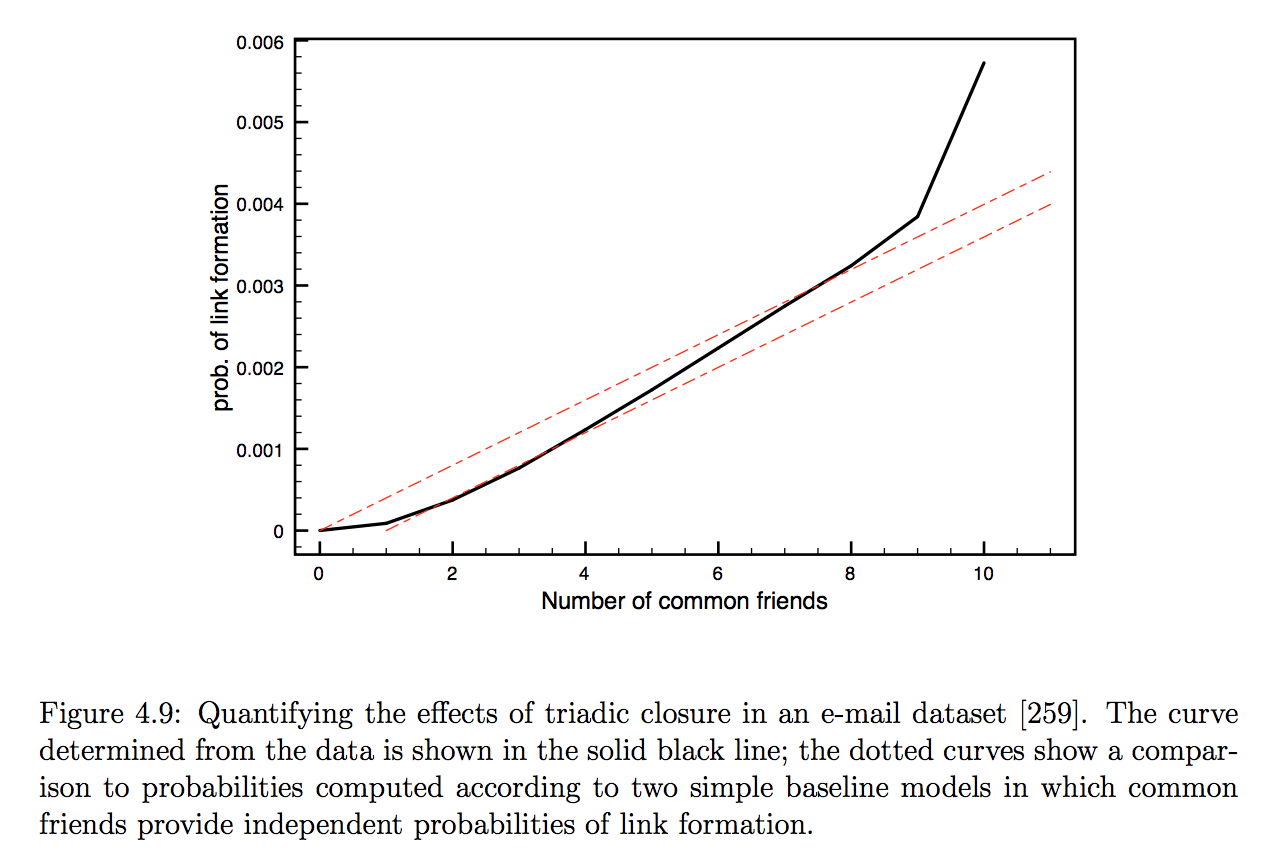 0.006
0.005
0.004
0.003
0.002
0.001
0
prob. of link formation
0 2 4 6 8 10
Number of common friends
Figure 4.9: Quantifying the effects of triadic closure in an e-mail dataset [259]. The curve
determined from the data is shown in the solid black line; the dotted curves show a compar-
ison to probabilities computed according to two simple baseline models in which common
friends provide independent probabilities of link formation.